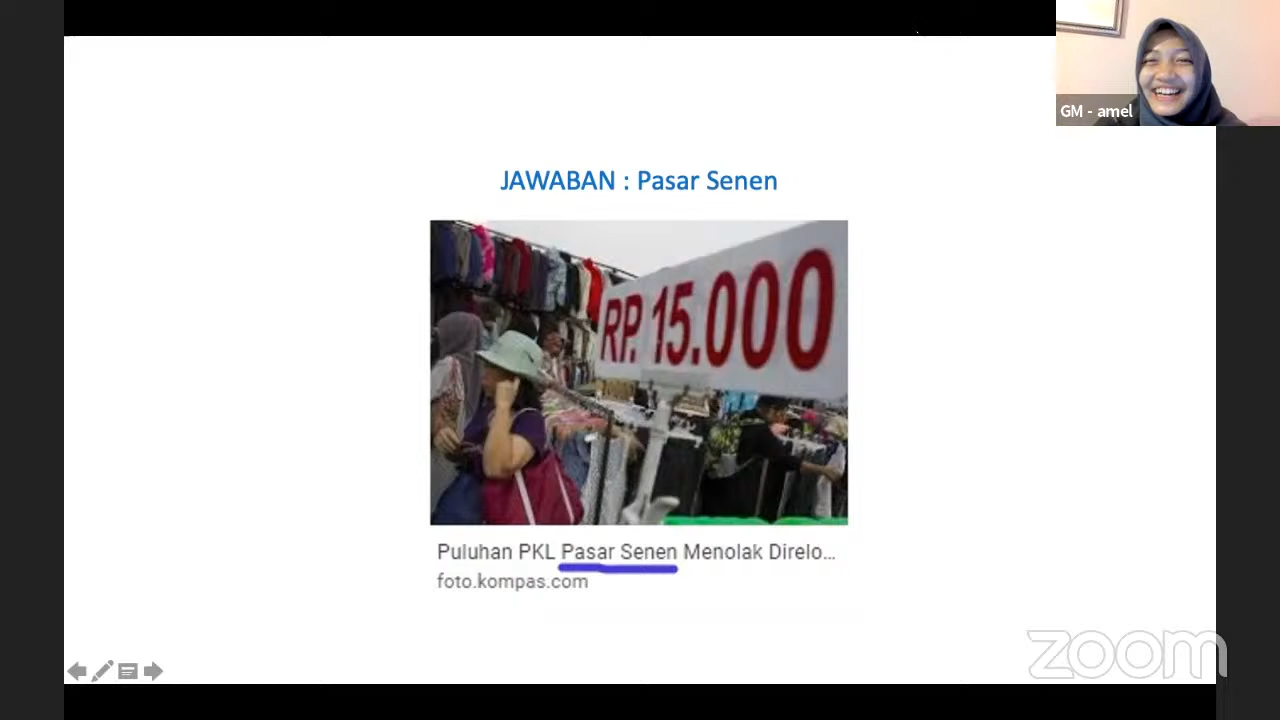 GM - amel
JAWABAN : Pasar Senen
RP. 15.000
Puluhan PKL Pasar Senen Menolak Direlo...
foto.kompas.com
zoom